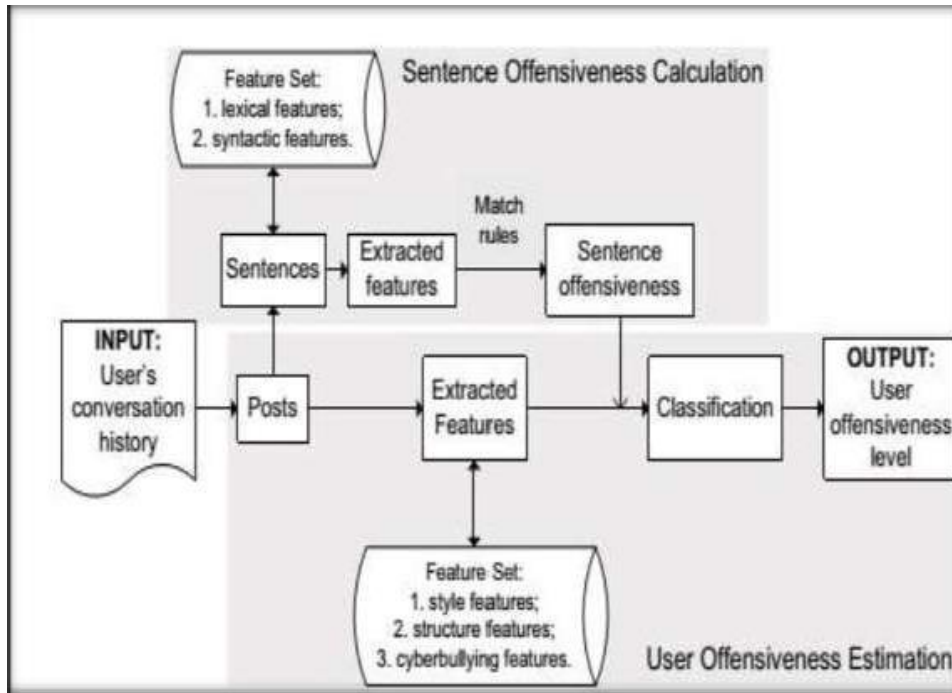 Sentence Offensiveness Calculation
Feature Set:
1. lexical features;
2. syntactic features.
Match
rules
Sentences
Extracted
features
Sentence
offensiveness
INPUT:
User's
conversation
history
Posts
Extracted
Features
Classification
OUTPUT:
User
offensiveness
level
Feature Set:
1. style features;
2. structure features;
3. cyberbullying features.
User Offensiveness Estimation